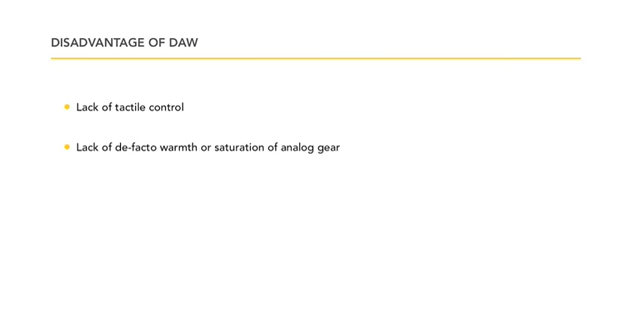 DISADVANTAGE OF DAW
Lack of tactile control
Lack of de-facto warmth or saturation of analog gear